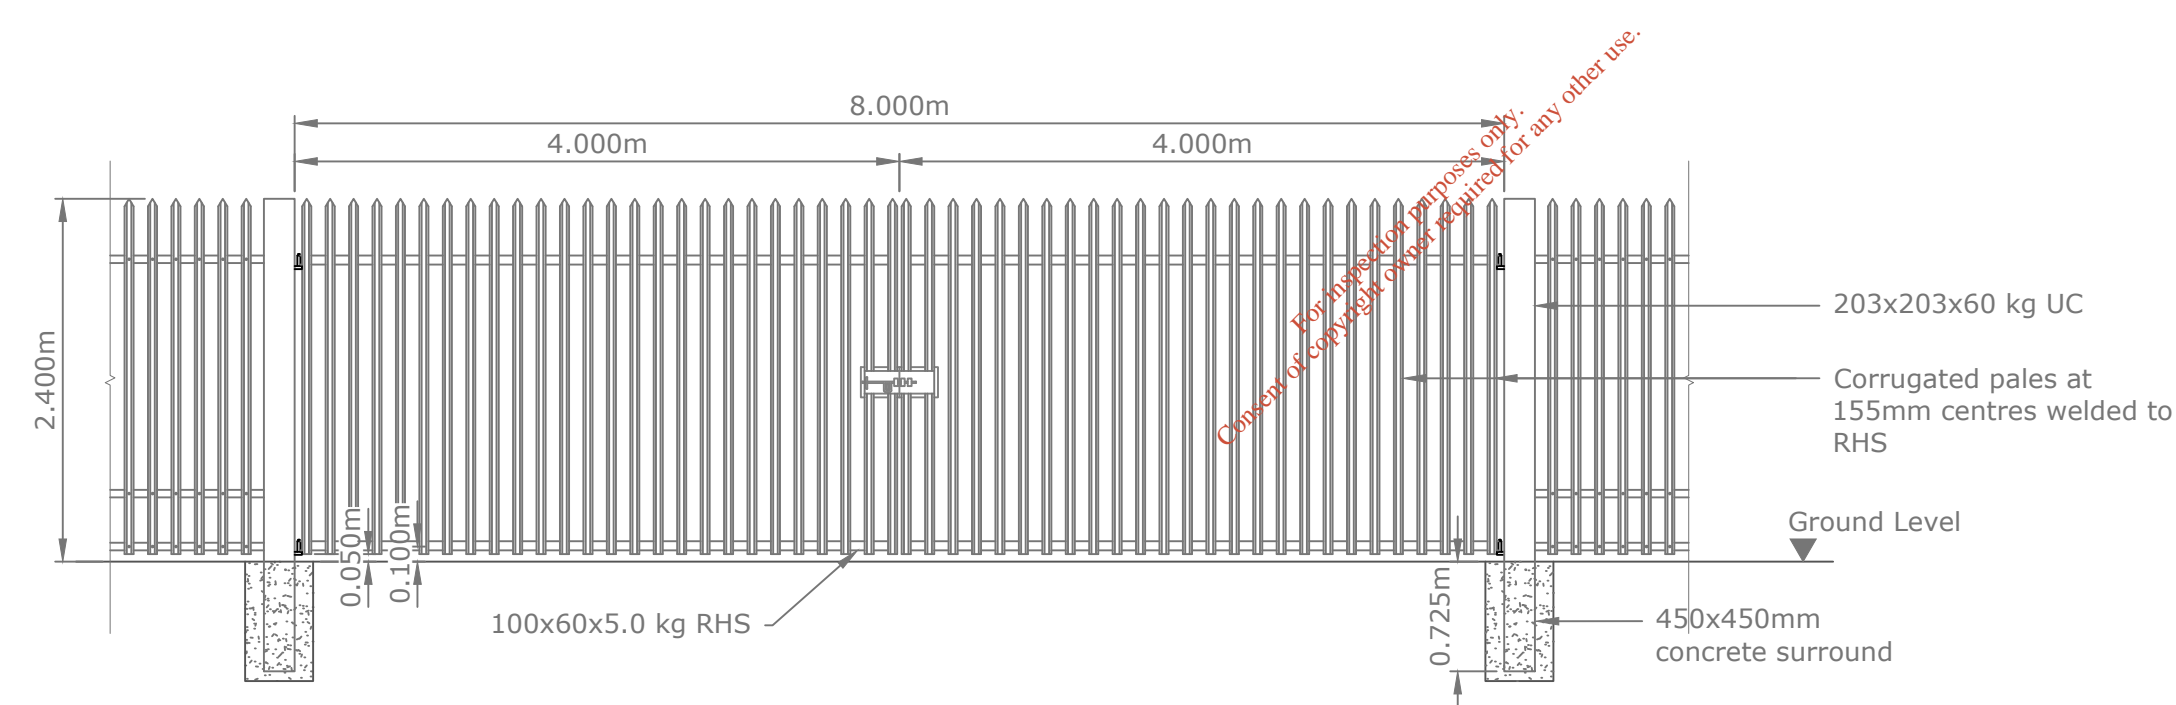 8.000m
4.000m
4.000m
For inspection purposes only.
Consent of copyright owner required for any other use.
2.400m
203x203x60 kg UC
Corrugated pales at
155mm centres welded to
RHS
Ground Level
0.050m
0.100m
0.725m
100x60x5.0 kg RHS
450x450mm
concrete surround